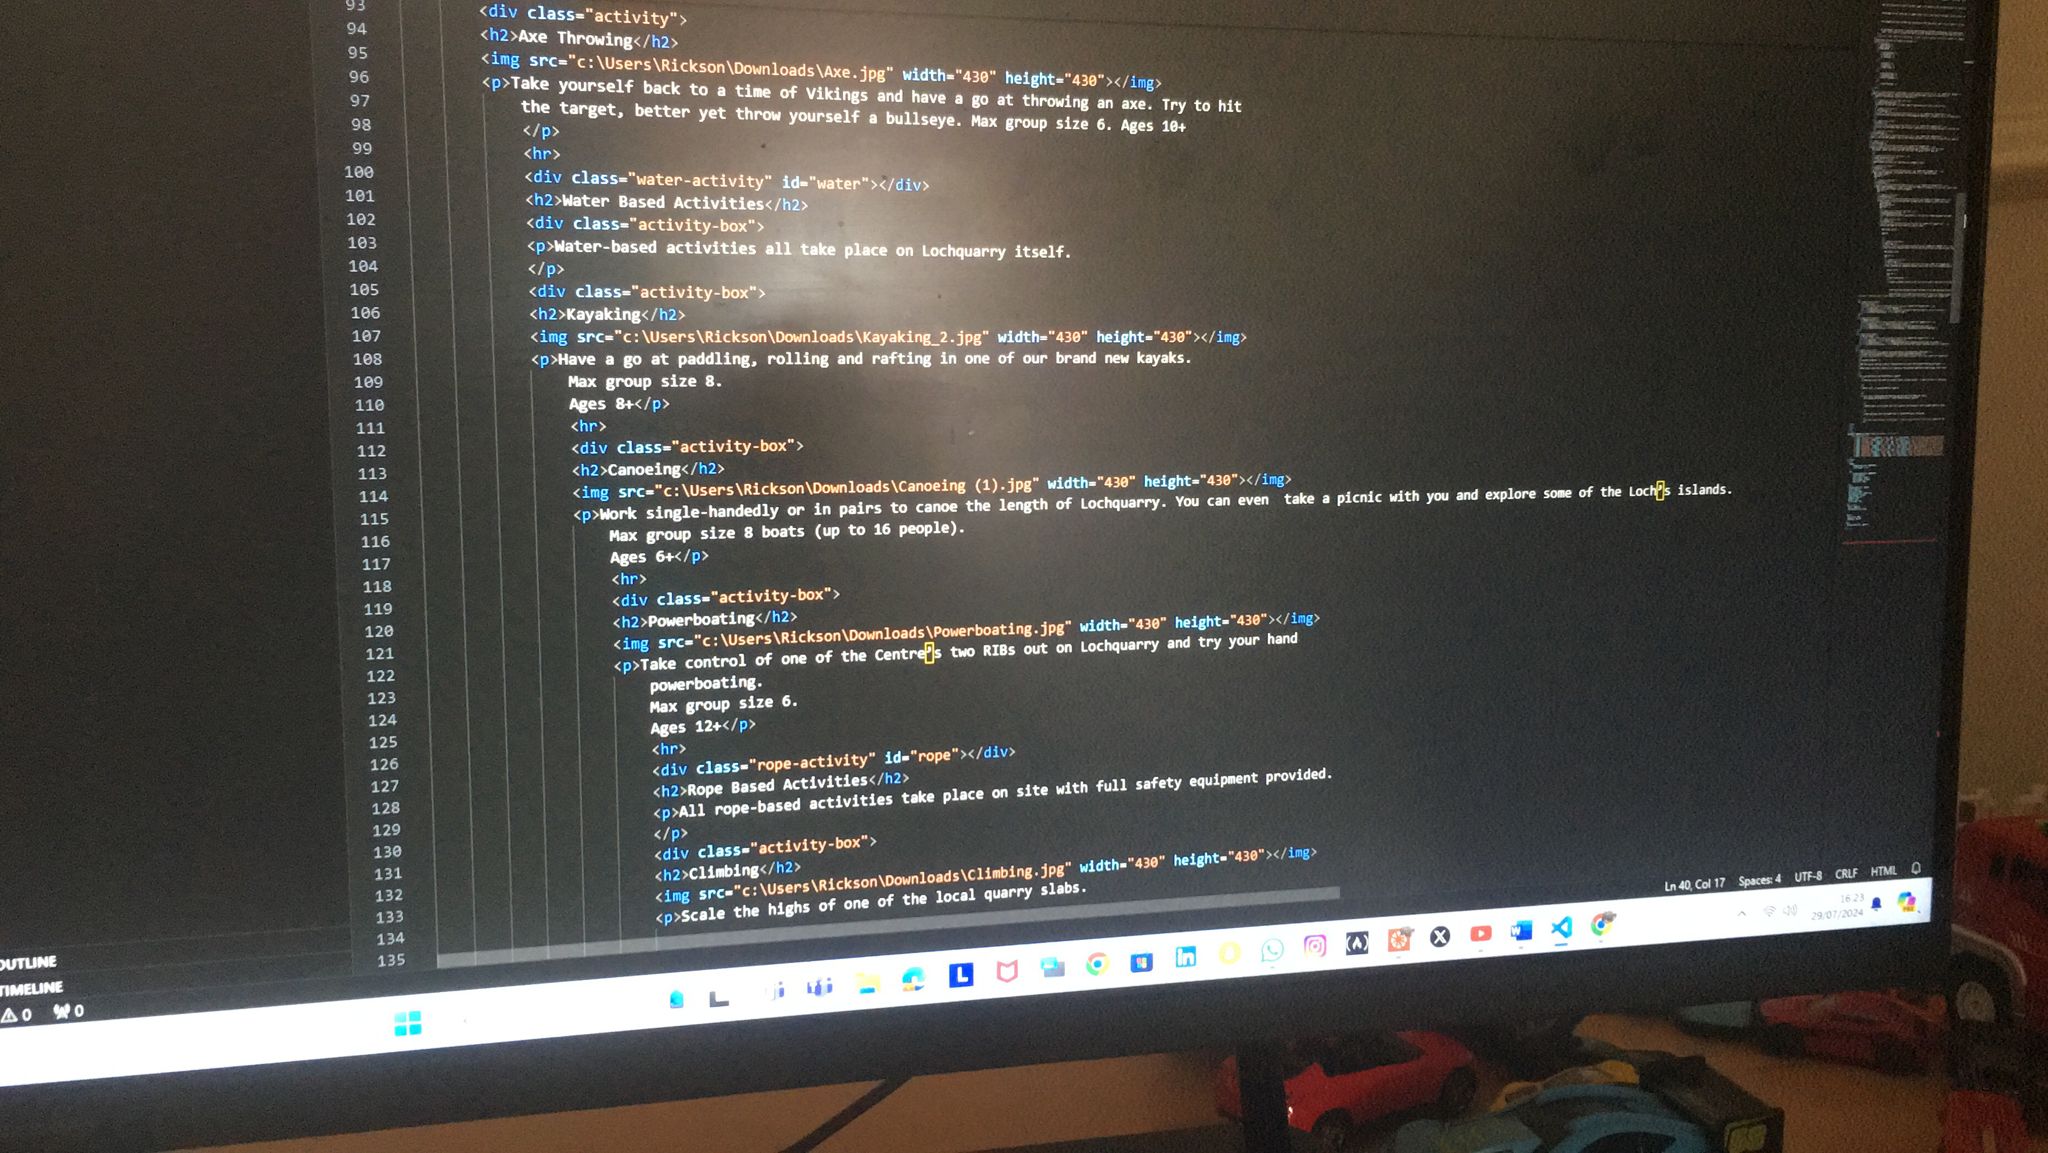 93
94 <div class="activity">
95 <h2>Axe Throwing</h2>
96 <img src="c:\Users\Rickson\Downloads\Axe.jpg" width="430" height="430"></img>
97 <p>Take yourself back to a time of Vikings and have a go at throwing an axe. Try to hit
98 the target, better yet throw yourself a bullseye. Max group size 6. Ages 10+
99 </p>
100 <hr>
101 <div class="water-activity" id="water"></div>
102 <h2>Water Based Activities</h2>
103 <div class="activity-box">
104 <p>Water-based activities all take place on Lochquarry itself.
105 </p>
106 <div class="activity-box">
107 <h2>Kayaking</h2>
108 <img src="c:\Users\Rickson\Downloads\Kayaking_2.jpg" width="430" height="430"></img>
109 <p>Have a go at paddling, rolling and rafting in one of our brand new kayaks.
110 Max group size 8.
111 Ages 8+</p>
112 <hr>
113 <div class="activity-box">
114 <h2>Canoeing</h2>
115 <img src="c:\Users\Rickson\Downloads\Canoeing (1).jpg" width="430" height="430"></img>
116 <p>Work single-handedly or in pairs to canoe the length of Lochquarry. You can even  take a picnic with you and explore some of the Loch’s islands.
117 Max group size 8 boats (up to 16 people).
118 Ages 6+</p>
119 <hr>
120 <div class="activity-box">
121 <h2>Powerboating</h2>
122 <img src="c:\Users\Rickson\Downloads\Powerboating.jpg" width="430" height="430"></img>
123 <p>Take control of one of the Centre’s two RIBs out on Lochquarry and try your hand
124 powerboating.
125 Max group size 6.
126 Ages 12+</p>
127 <hr>
128 <div class="rope-activity" id="rope"></div>
129 <h2>Rope Based Activities</h2>
130 <p>All rope-based activities take place on site with full safety equipment provided.
131 </p>
132 <div class="activity-box">
133 <h2>Climbing</h2>
134 <img src="c:\Users\Rickson\Downloads\Climbing.jpg" width="430" height="430"></img>
135 <p>Scale the highs of one of the local quarry slabs.
OUTLINE
TIMELINE
0 0
Ln 40, Col 17 Spaces: 4 UTF-8 CRLF HTML
16:23
29/07/2024